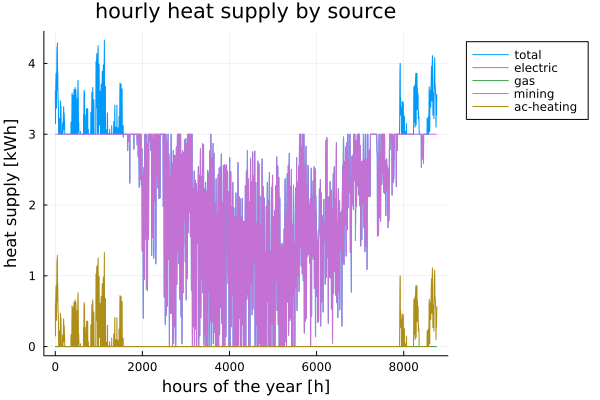 hourly heat supply by source
heat supply [kWh]
4
3
2
1
0
0 2000 4000 6000 8000
hours of the year [h]
total
electric
gas
mining
ac-heating